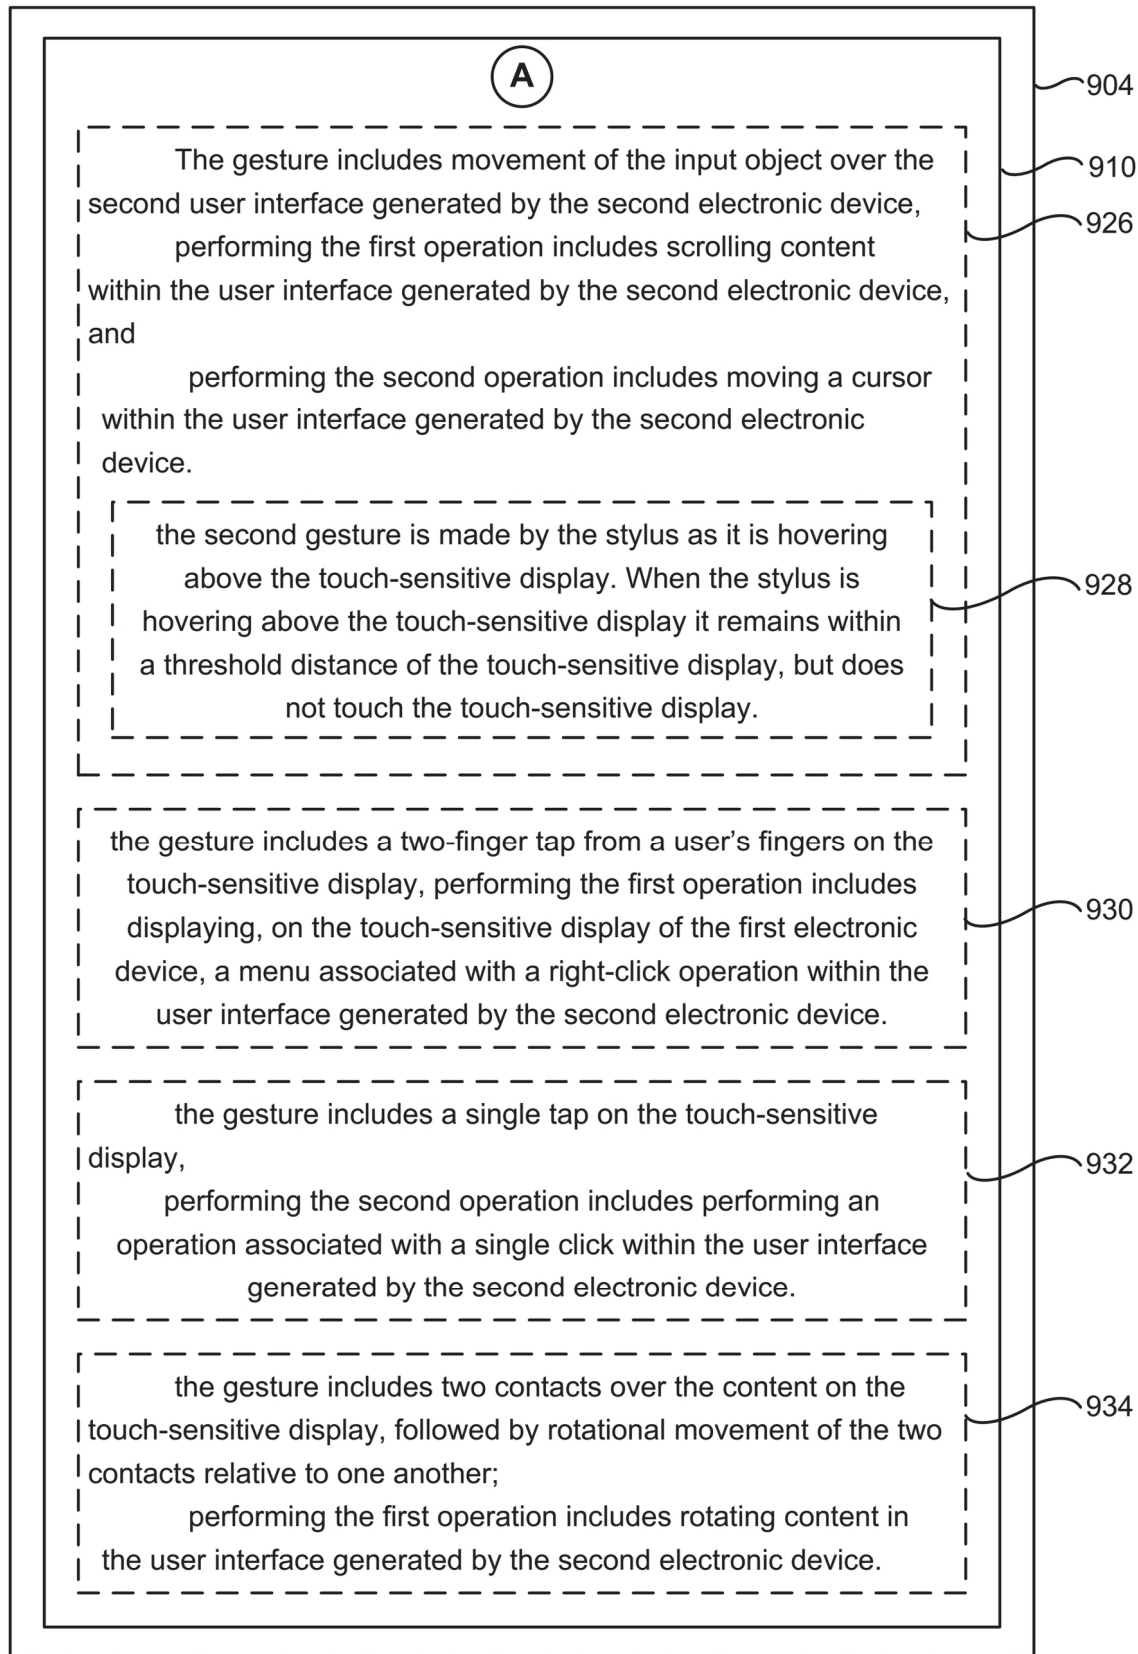 A
904
910
The gesture includes movement of the input object over the
second user interface generated by the second electronic device,
926
performing the first operation includes scrolling content
within the user interface generated by the second electronic device,
and
performing the second operation includes moving a cursor
within the user interface generated by the second electronic
device.
the second gesture is made by the stylus as it is hovering
above the touch-sensitive display. When the stylus is
928
hovering above the touch-sensitive display it remains within
a threshold distance of the touch-sensitive display, but does
not touch the touch-sensitive display.
the gesture includes a two-finger tap from a user’s fingers on the
touch-sensitive display, performing the first operation includes
930
displaying, on the touch-sensitive display of the first electronic
device, a menu associated with a right-click operation within the
user interface generated by the second electronic device.
the gesture includes a single tap on the touch-sensitive
display,
932
performing the second operation includes performing an
operation associated with a single click within the user interface
generated by the second electronic device.
the gesture includes two contacts over the content on the
934
touch-sensitive display, followed by rotational movement of the two
contacts relative to one another;
performing the first operation includes rotating content in
the user interface generated by the second electronic device.